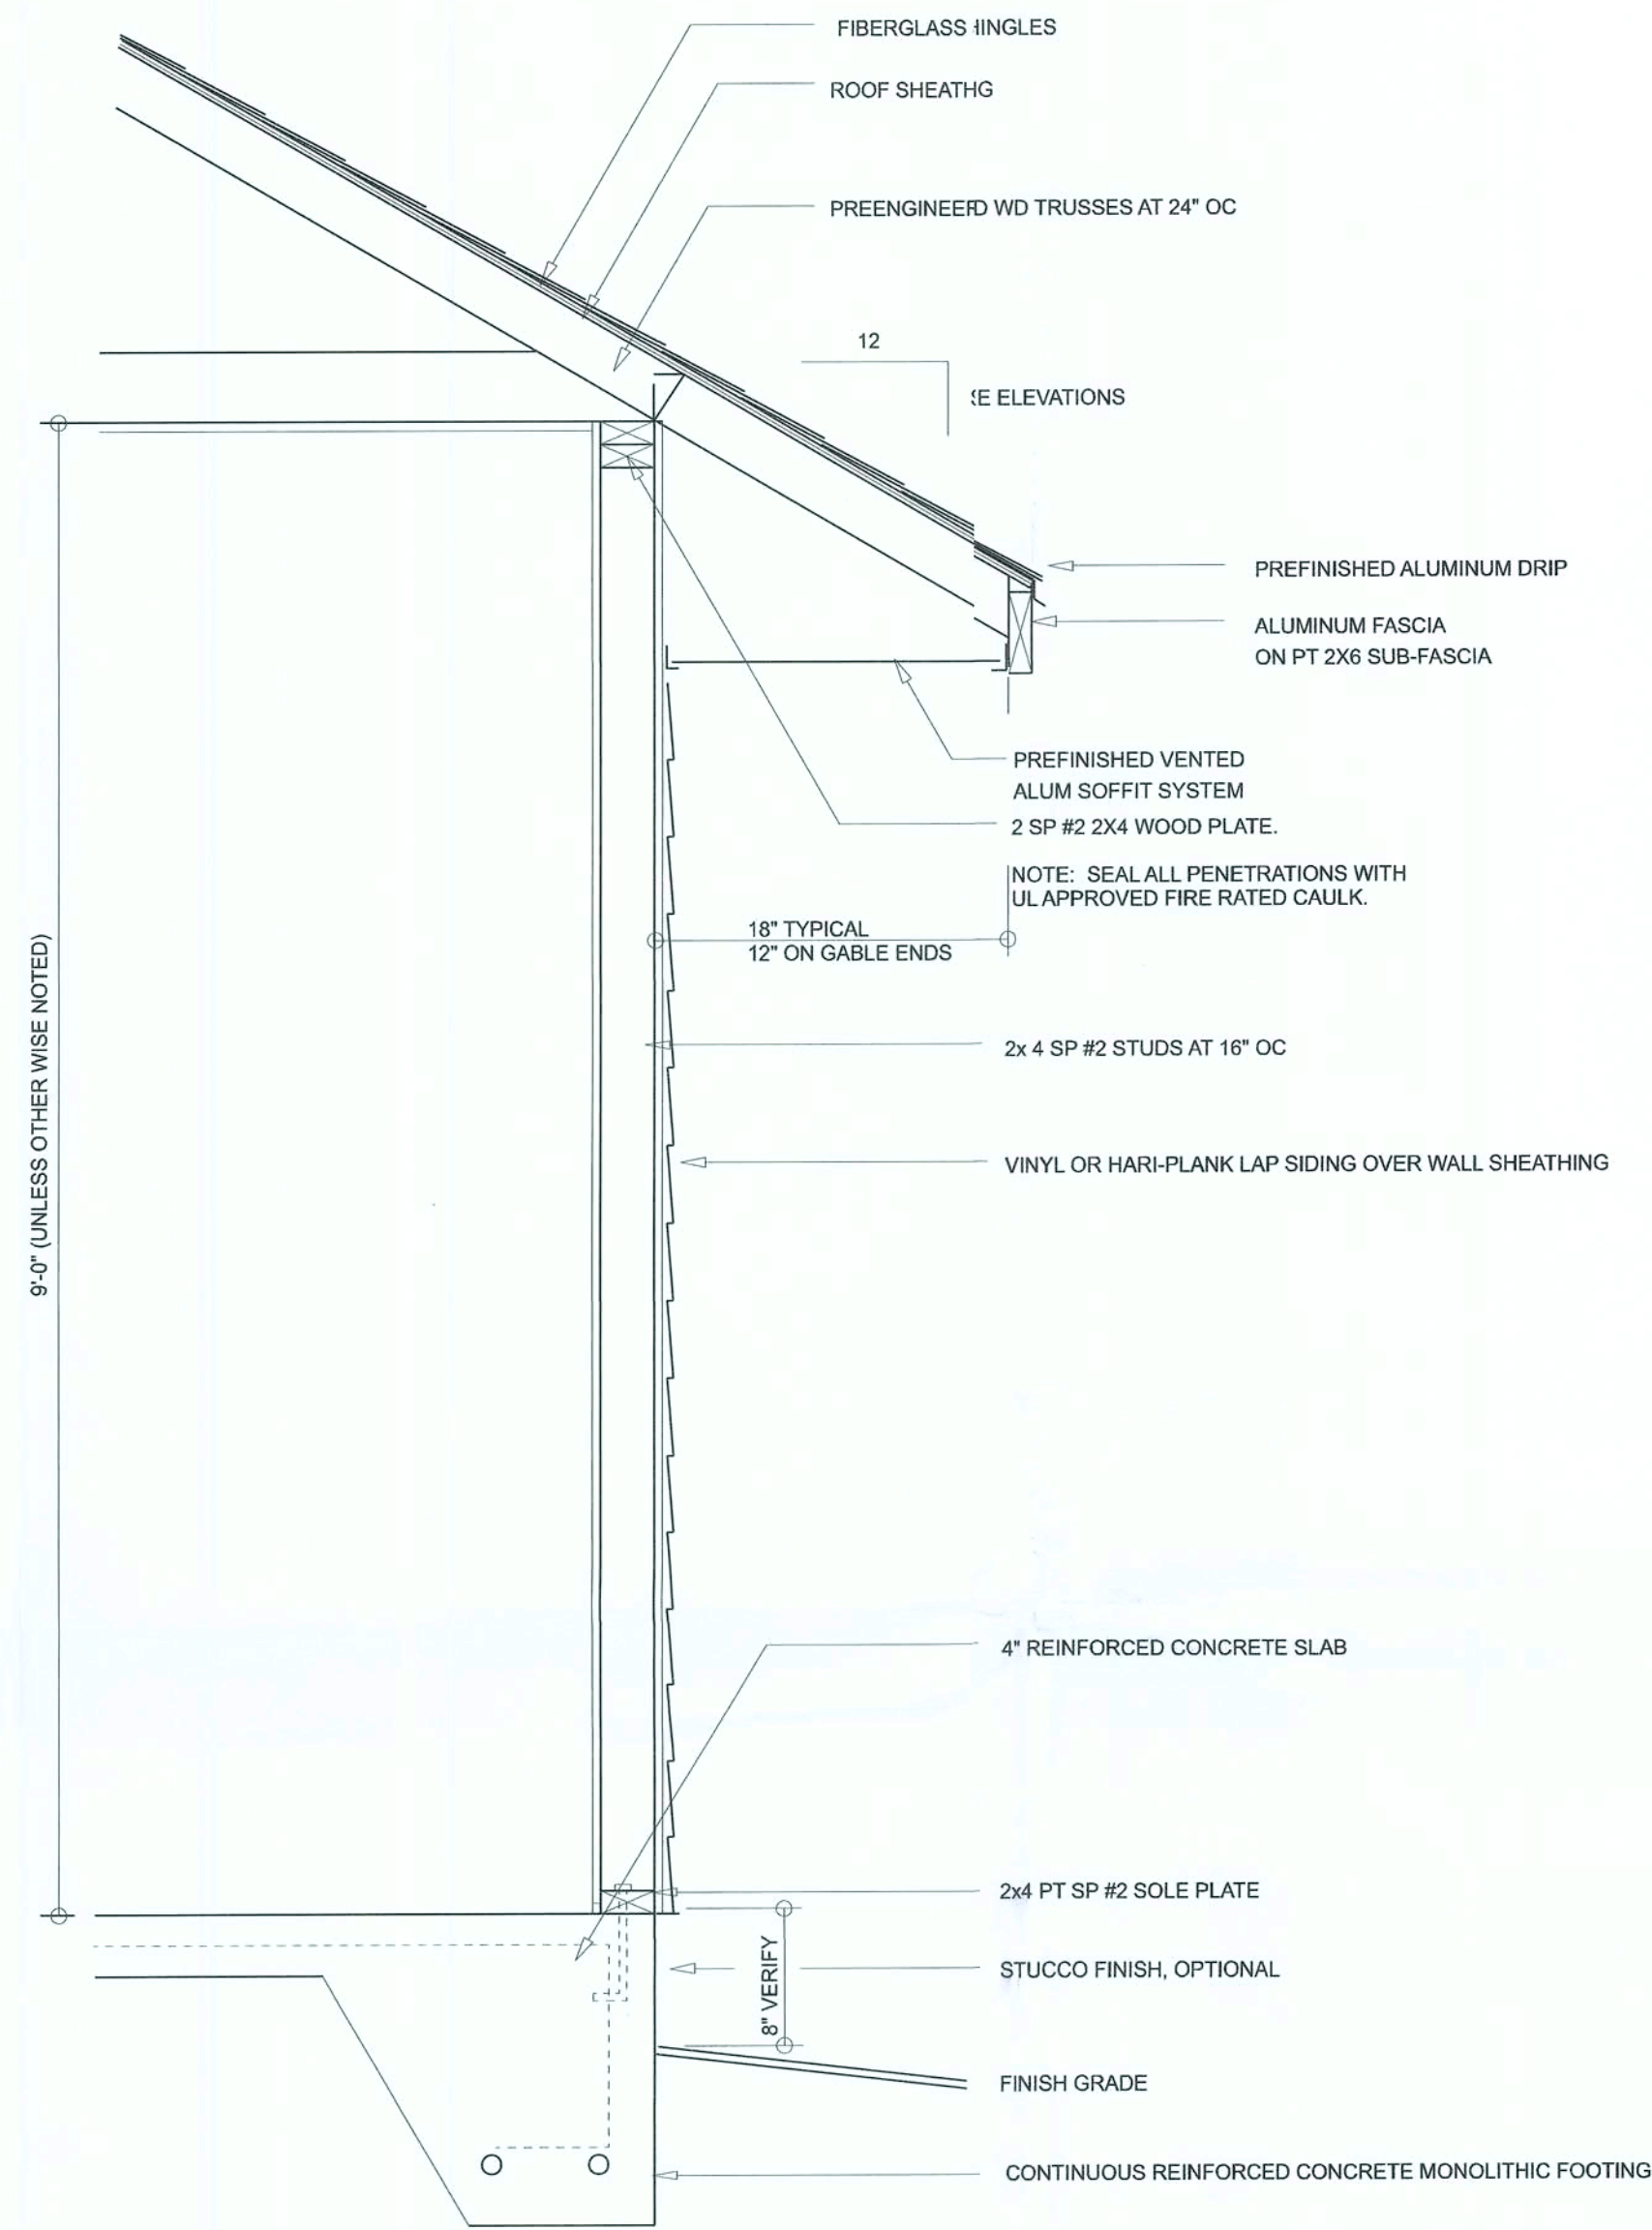 FIBERGLASS HINGLES
ROOF SHEATHG
PREENGINEERD WD TRUSSES AT 24" OC
12
E ELEVATIONS
PREFINISHED ALUMINUM DRIP
ALUMINUM FASCIA
ON PT 2X6 SUB-FASCIA
PREFINISHED VENTED
ALUM SOFFIT SYSTEM
2 SP #2 2X4 WOOD PLATE.
NOTE: SEAL ALL PENETRATIONS WITH
UL APPROVED FIRE RATED CAULK.
18" TYPICAL
12" ON GABLE ENDS
9'-0" (UNLESS OTHER WISE NOTED)
2x 4 SP #2 STUDS AT 16" OC
VINYL OR HARI-PLANK LAP SIDING OVER WALL SHEATHING
4" REINFORCED CONCRETE SLAB
2x4 PT SP #2 SOLE PLATE
8" VERIFY
STUCCO FINISH, OPTIONAL
FINISH GRADE
CONTINUOUS REINFORCED CONCRETE MONOLITHIC FOOTING